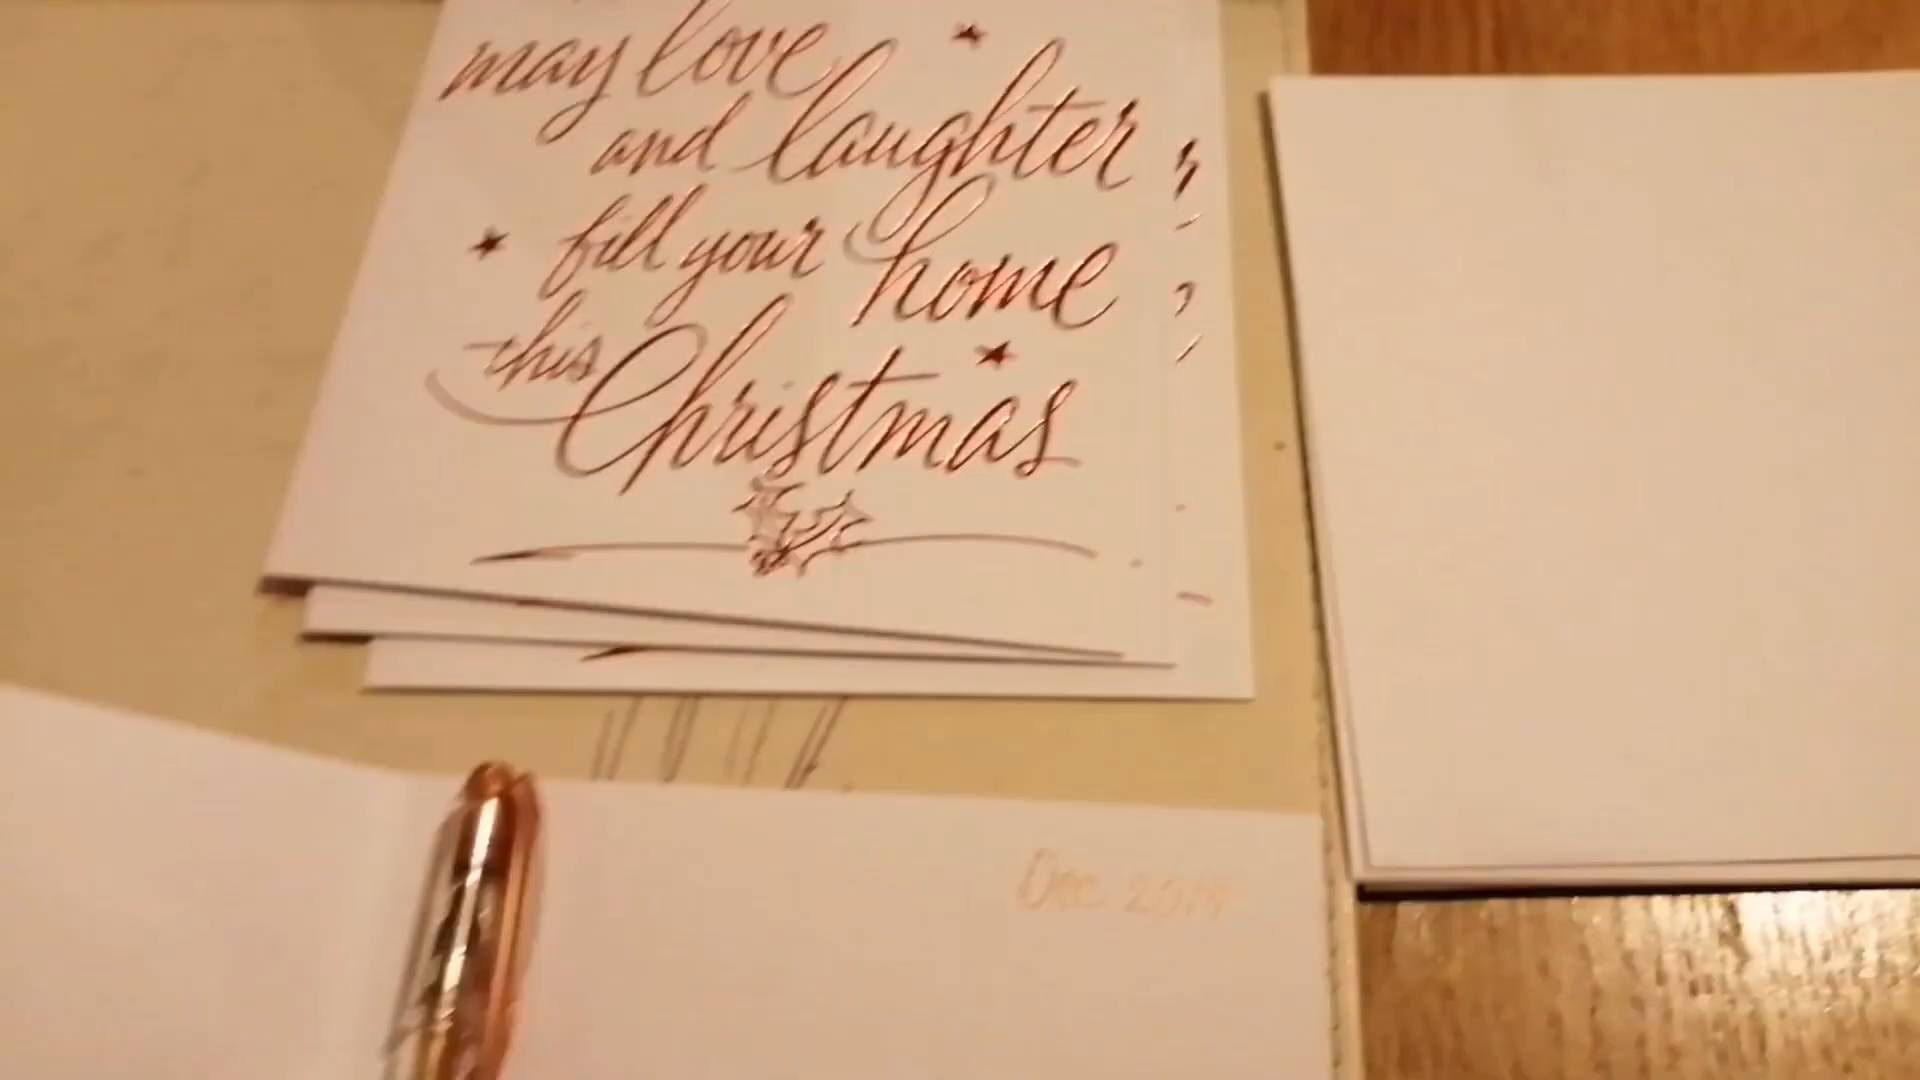 may love
and laughter
fill your home
this Christmas
Dec 2019